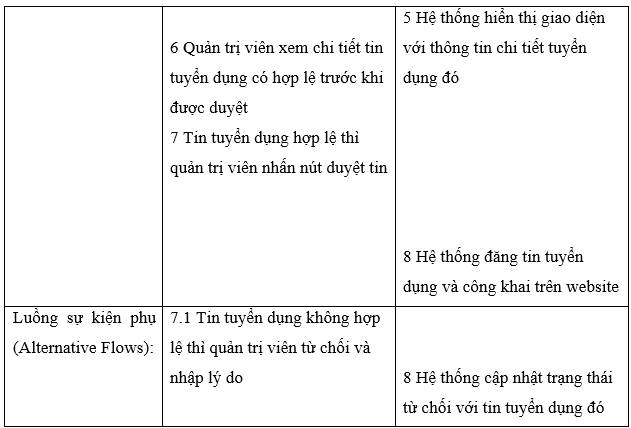 5 Hệ thống hiển thị giao diện
với thông tin chi tiết tuyển
dụng đó
6 Quản trị viên xem chi tiết tin
tuyển dụng có hợp lệ trước khi
được duyệt
7 Tin tuyển dụng hợp lệ thì
quản trị viên nhấn nút duyệt tin
8 Hệ thống đăng tin tuyển
dụng và công khai trên website
Luồng sự kiện phụ
(Alternative Flows):
7.1 Tin tuyển dụng không hợp
lệ thì quản trị viên từ chối và
nhập lý do
8 Hệ thống cập nhật trạng thái
từ chối với tin tuyển dụng đó